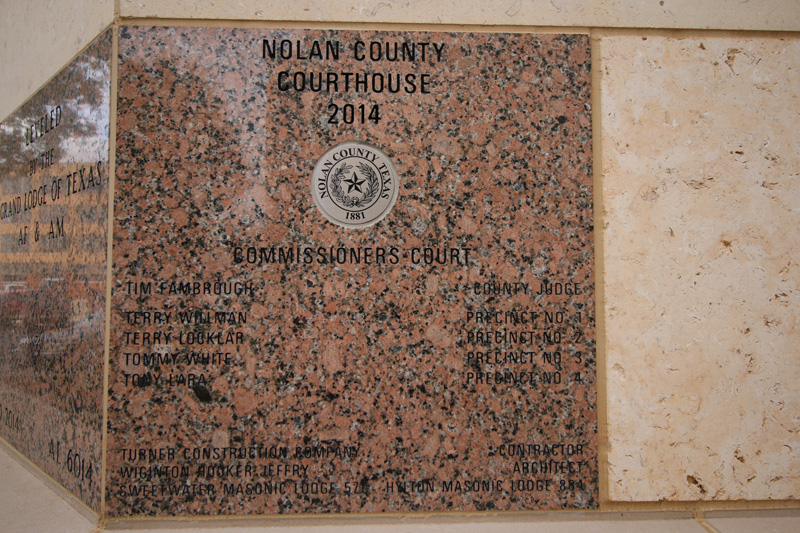 LEVELED
BY THE
GRAND LODGE OF TEXAS
AF & AM
2014
AL 6014
NOLAN COUNTY
COURTHOUSE
2014
NOLAN COUNTY, TEXAS
1881
COMMISSIONERS COURT
TIM FAMBROUGH COUNTY JUDGE
TERRY WILLMAN PRECINCT NO. 1
TERRY LOCKLAR PRECINCT NO. 2
TOMMY WHITE PRECINCT NO. 3
TONY LARA PRECINCT NO. 4
TURNER CONSTRUCTION COMPANY CONTRACTOR
WIGINTON HOOKER JEFFRY ARCHITECT
SWEETWATER MASONIC LODGE 571 HYLTON MASONIC LODGE 884